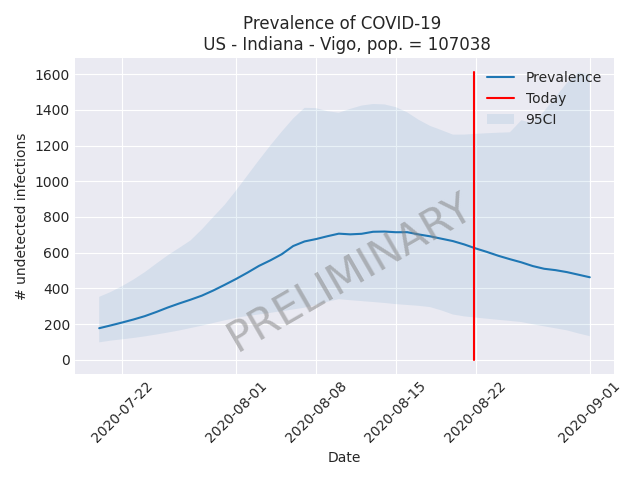 Prevalence of COVID-19
US - Indiana - Vigo, pop. = 107038
Prevalence
Today
95CI
# undetected infections
1600
1400
1200
1000
800
600
400
200
0
PRELIMINARY
2020-07-22
2020-08-01
2020-08-08
2020-08-15
2020-08-22
2020-09-01
Date